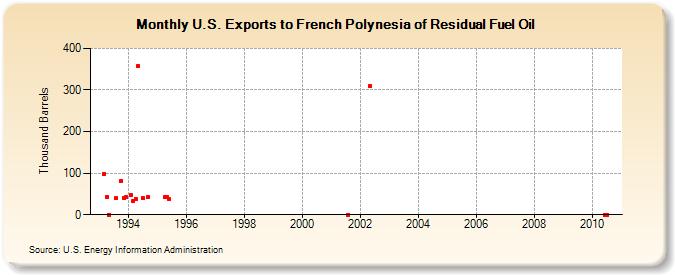 Monthly U.S. Exports to French Polynesia of Residual Fuel Oil
Thousand Barrels
400
300
200
100
0
1994 1996 1998 2000 2002 2004 2006 2008 2010
Source: U.S. Energy Information Administration